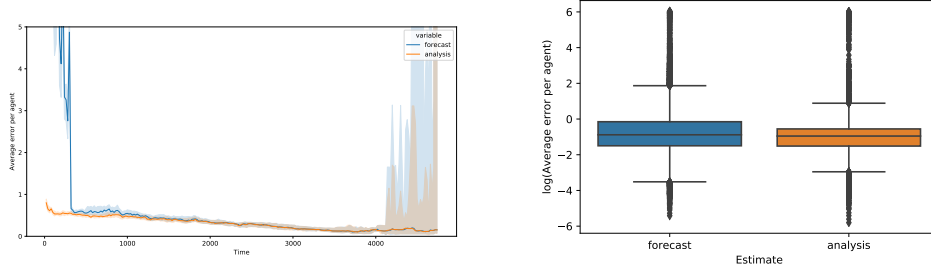 5
4
3
2
1
0
Average error per agent
0
1000
2000
3000
4000
Time
variable
forecast
analysis
6
4
2
0
−2
−4
−6
log(Average error per agent)
forecast
analysis
Estimate